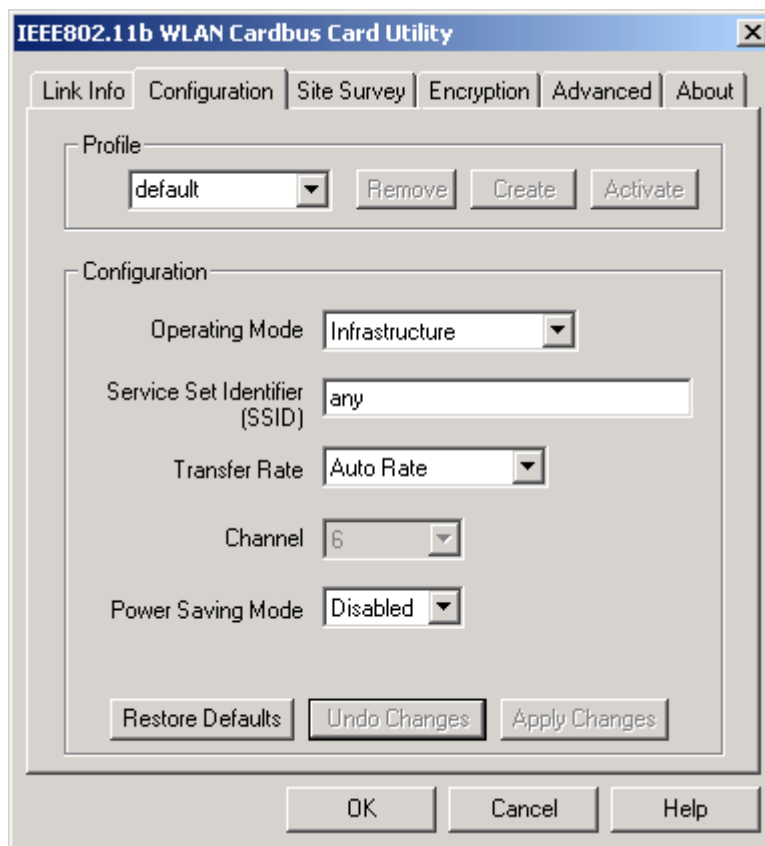 IEEE802.11b WLAN Cardbus Card Utility
Link Info Configuration Site Survey Encryption Advanced About
Profile
default Remove Create Activate
Configuration
Operating Mode Infrastructure
Service Set Identifier
(SSID) any
Transfer Rate Auto Rate
Channel 6
Power Saving Mode Disabled
Restore Defaults Undo Changes Apply Changes
OK Cancel Help